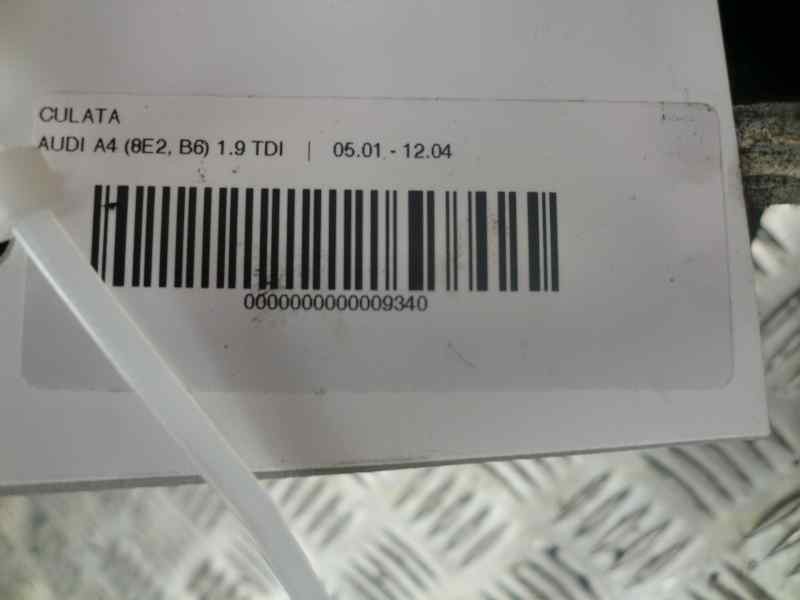 CULATA
AUDI A4 (8E2, B6) 1.9 TDI | 05.01 - 12.04
0000000000009340